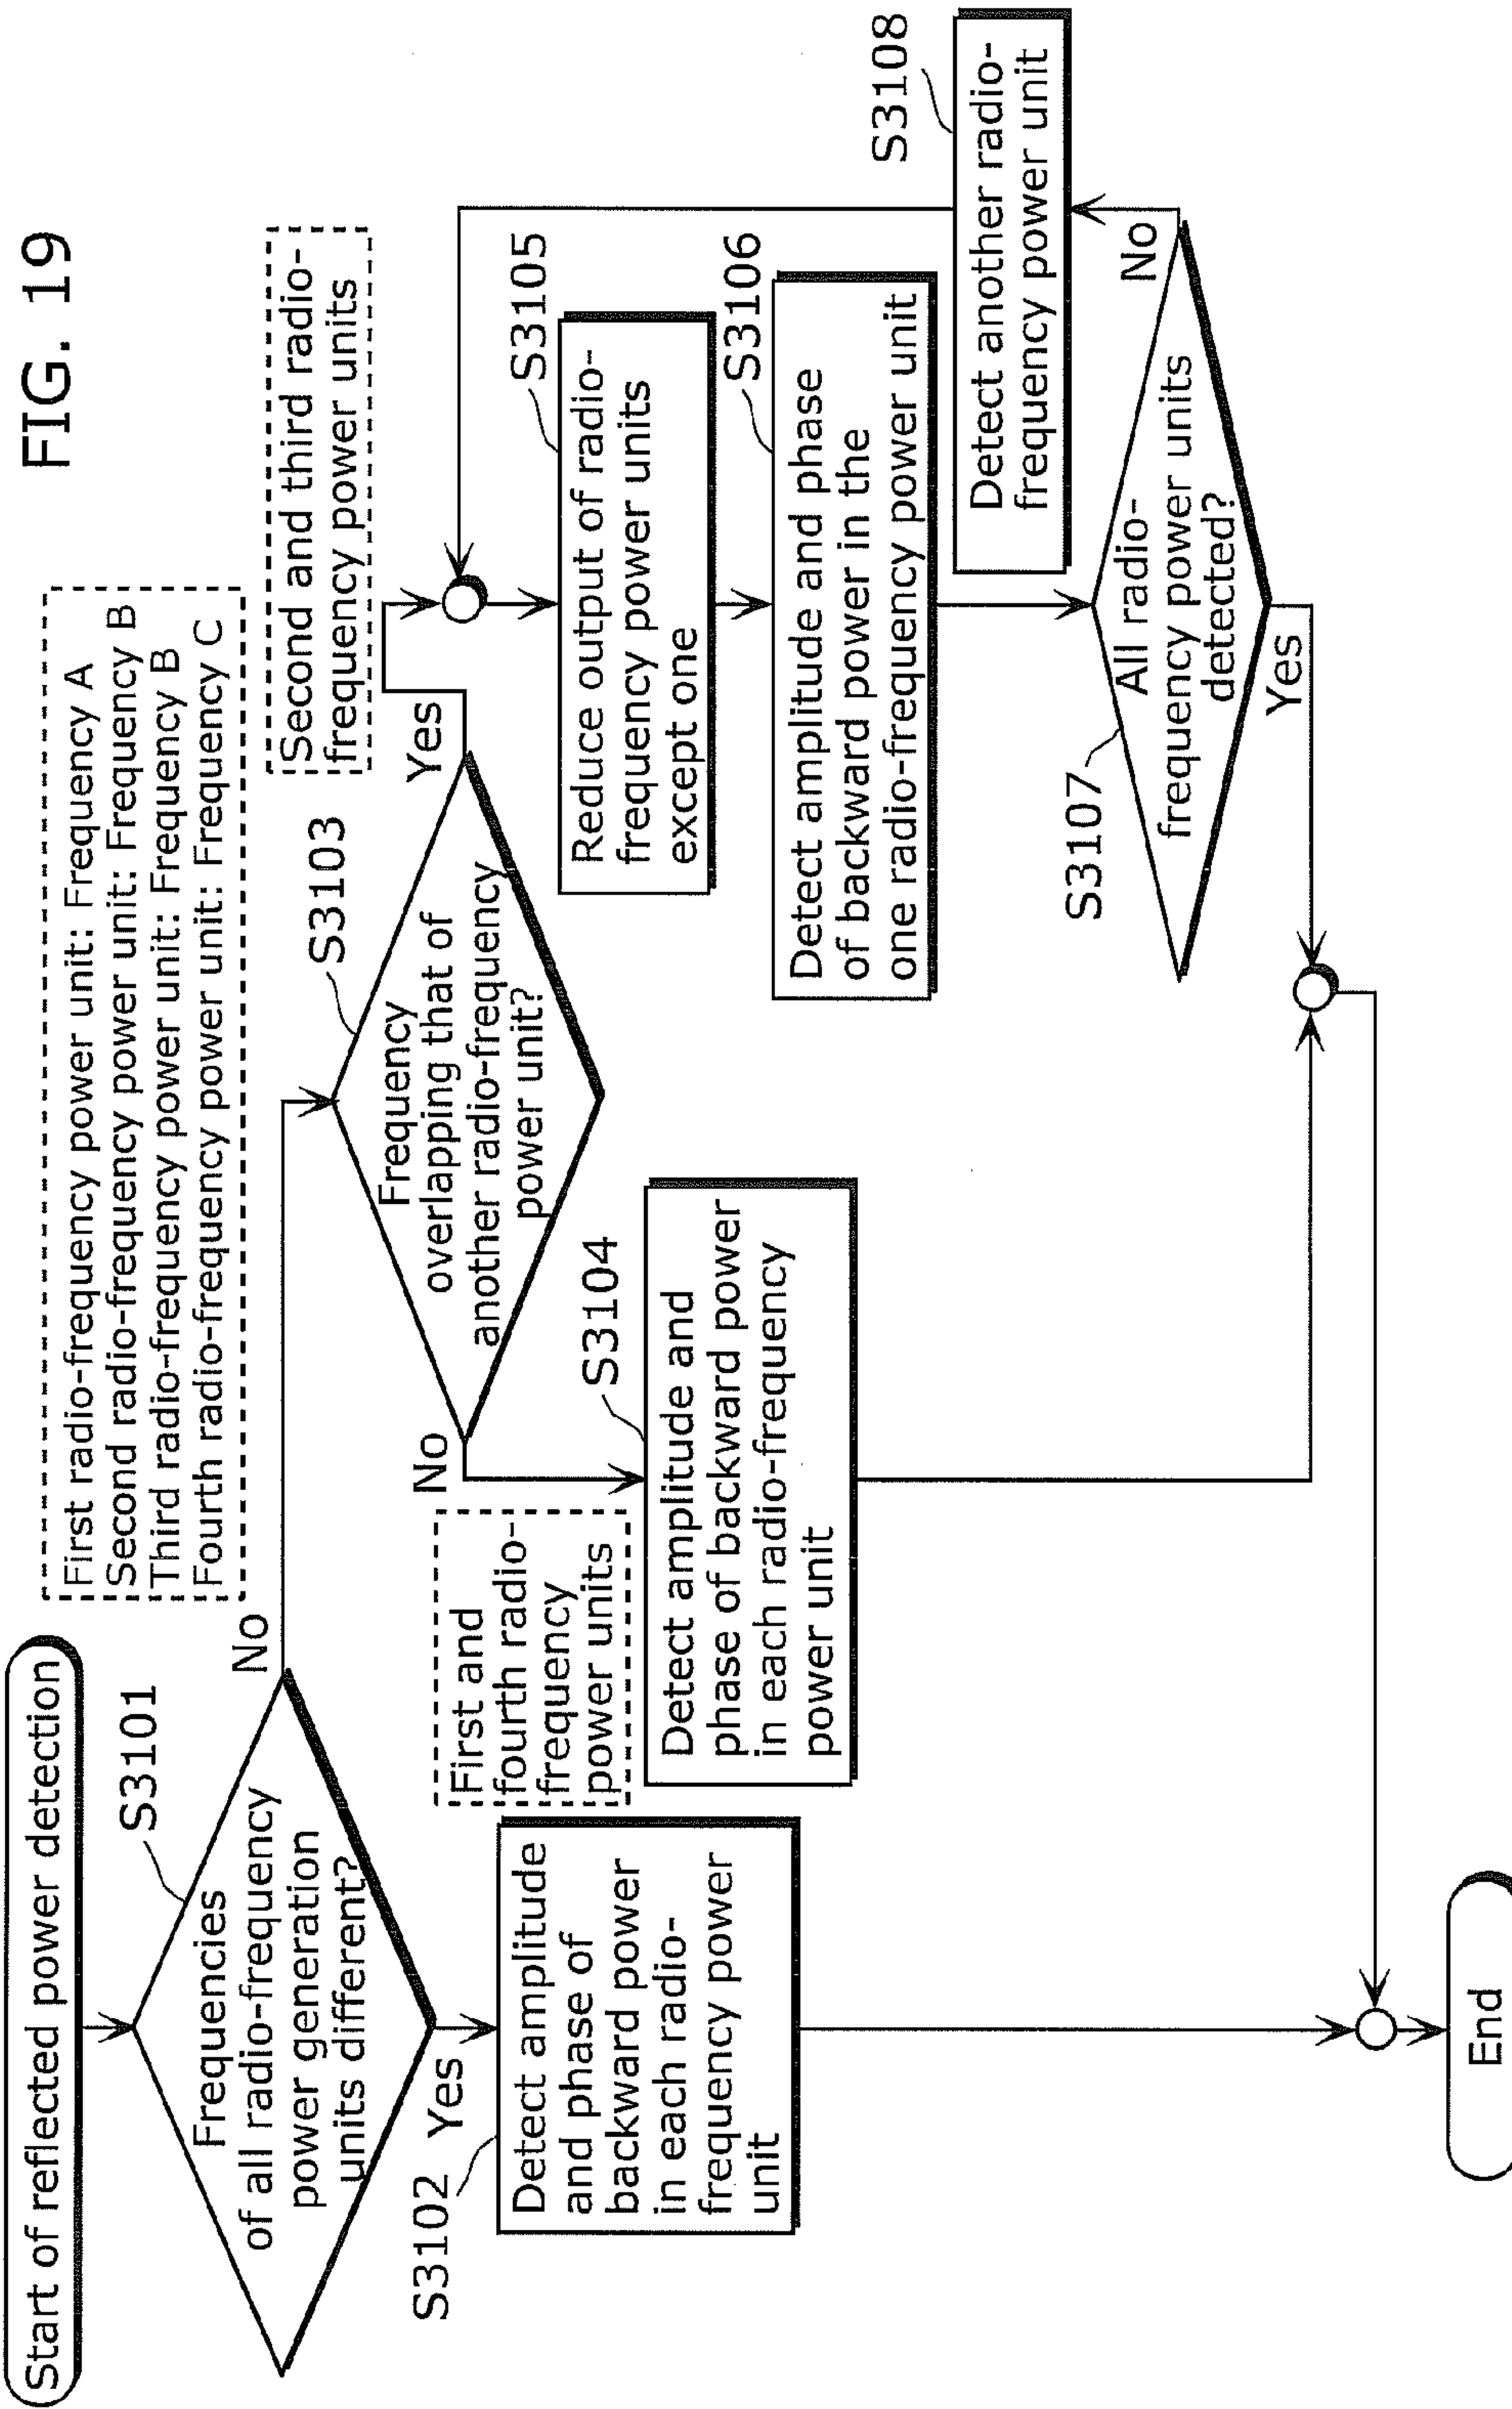 FIG. 19
Start of reflected power detection
S3101
Frequencies
of all radio-frequency
power generation
units different?
No
Yes
First radio-frequency power unit: Frequency A
Second radio-frequency power unit: Frequency B
Third radio-frequency power unit: Frequency B
Fourth radio-frequency power unit: Frequency C
S3102
Detect amplitude
and phase of
backward power
in each radio-
frequency power
unit
S3103
Frequency
overlapping that of
another radio-frequency
power unit?
No
Yes
First and
fourth radio-
frequency
power units
S3104
Detect amplitude and
phase of backward power
in each radio-frequency
power unit
Second and third radio-
frequency power units
S3105
Reduce output of radio-
frequency power units
except one
S3106
Detect amplitude and phase
of backward power in the
one radio-frequency power unit
S3107
All radio-
frequency power units
detected?
No
Yes
S3108
Detect another radio-
frequency power unit
End